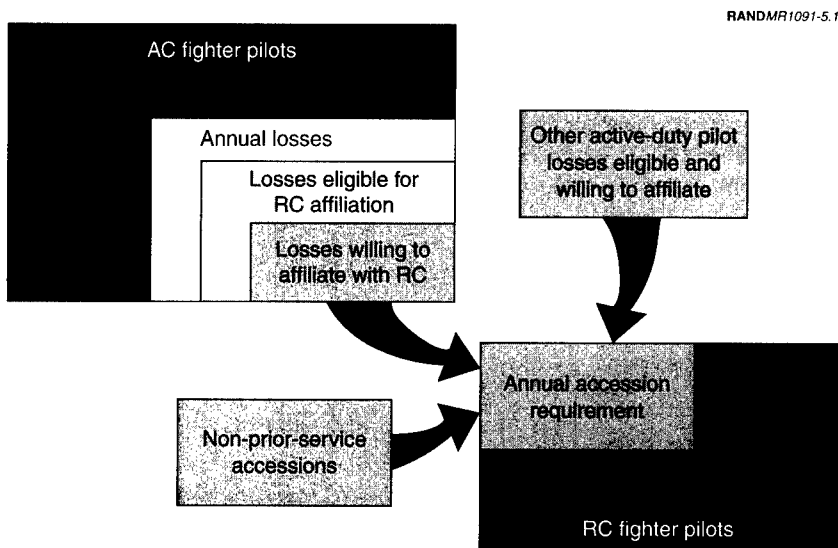 RANDMR1091-5.1
AC fighter pilots
Annual losses
Losses eligible for
RC affiliation
Losses willing to
affiliate with RC
Other active-duty pilot
losses eligible and
willing to affiliate
Annual accession
requirement
Non-prior-service
accessions
RC fighter pilots